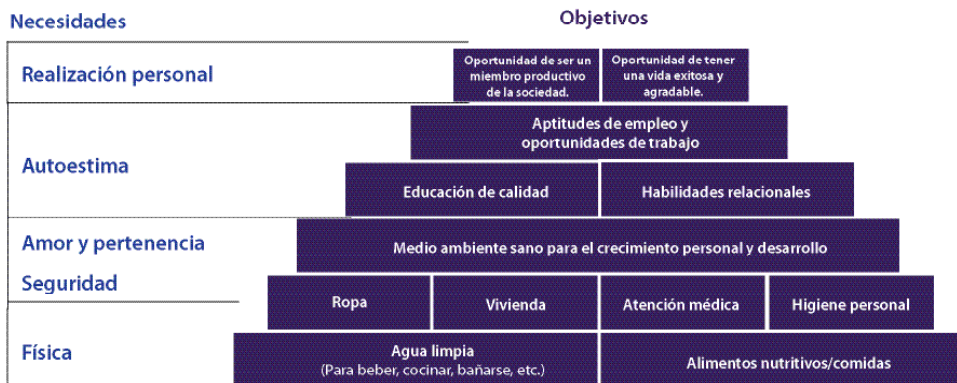 Necesidades
Objetivos
Realización personal
Oportunidad de ser un
miembro productivo
de la sociedad.
Oportunidad de tener
una vida exitosa y
agradable.
Autoestima
Aptitudes de empleo y
oportunidades de trabajo
Educación de calidad
Habilidades relacionales
Amor y pertenencia
Medio ambiente sano para el crecimiento personal y desarrollo
Seguridad
Ropa
Vivienda
Atención médica
Higiene personal
Física
Agua limpia
(Para beber, cocinar, bañarse, etc.)
Alimentos nutritivos/comidas